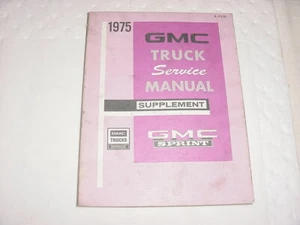 1975
GMC
TRUCK
Service
MANUAL
SUPPLEMENT
GMC
TRUCKS
GMC
SPRINT